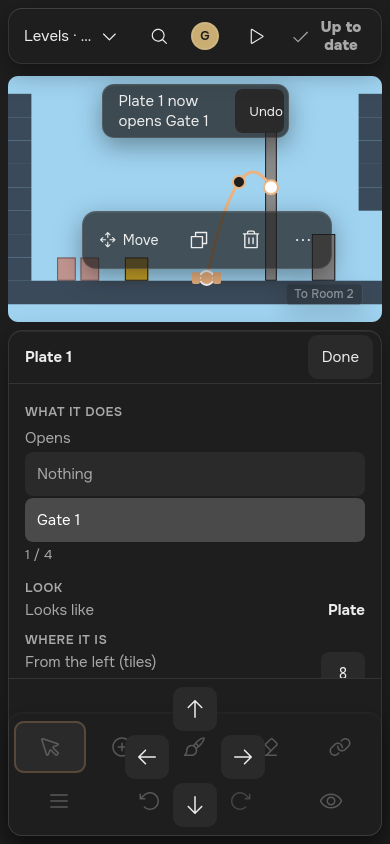 Levels · ...
G
Up to
date
Plate 1 now
opens Gate 1
Undo
Move
To Room 2
Plate 1
Done
WHAT IT DOES
Opens
Nothing
Gate 1
1 / 4
LOOK
Looks like
Plate
WHERE IT IS
From the left (tiles)
8